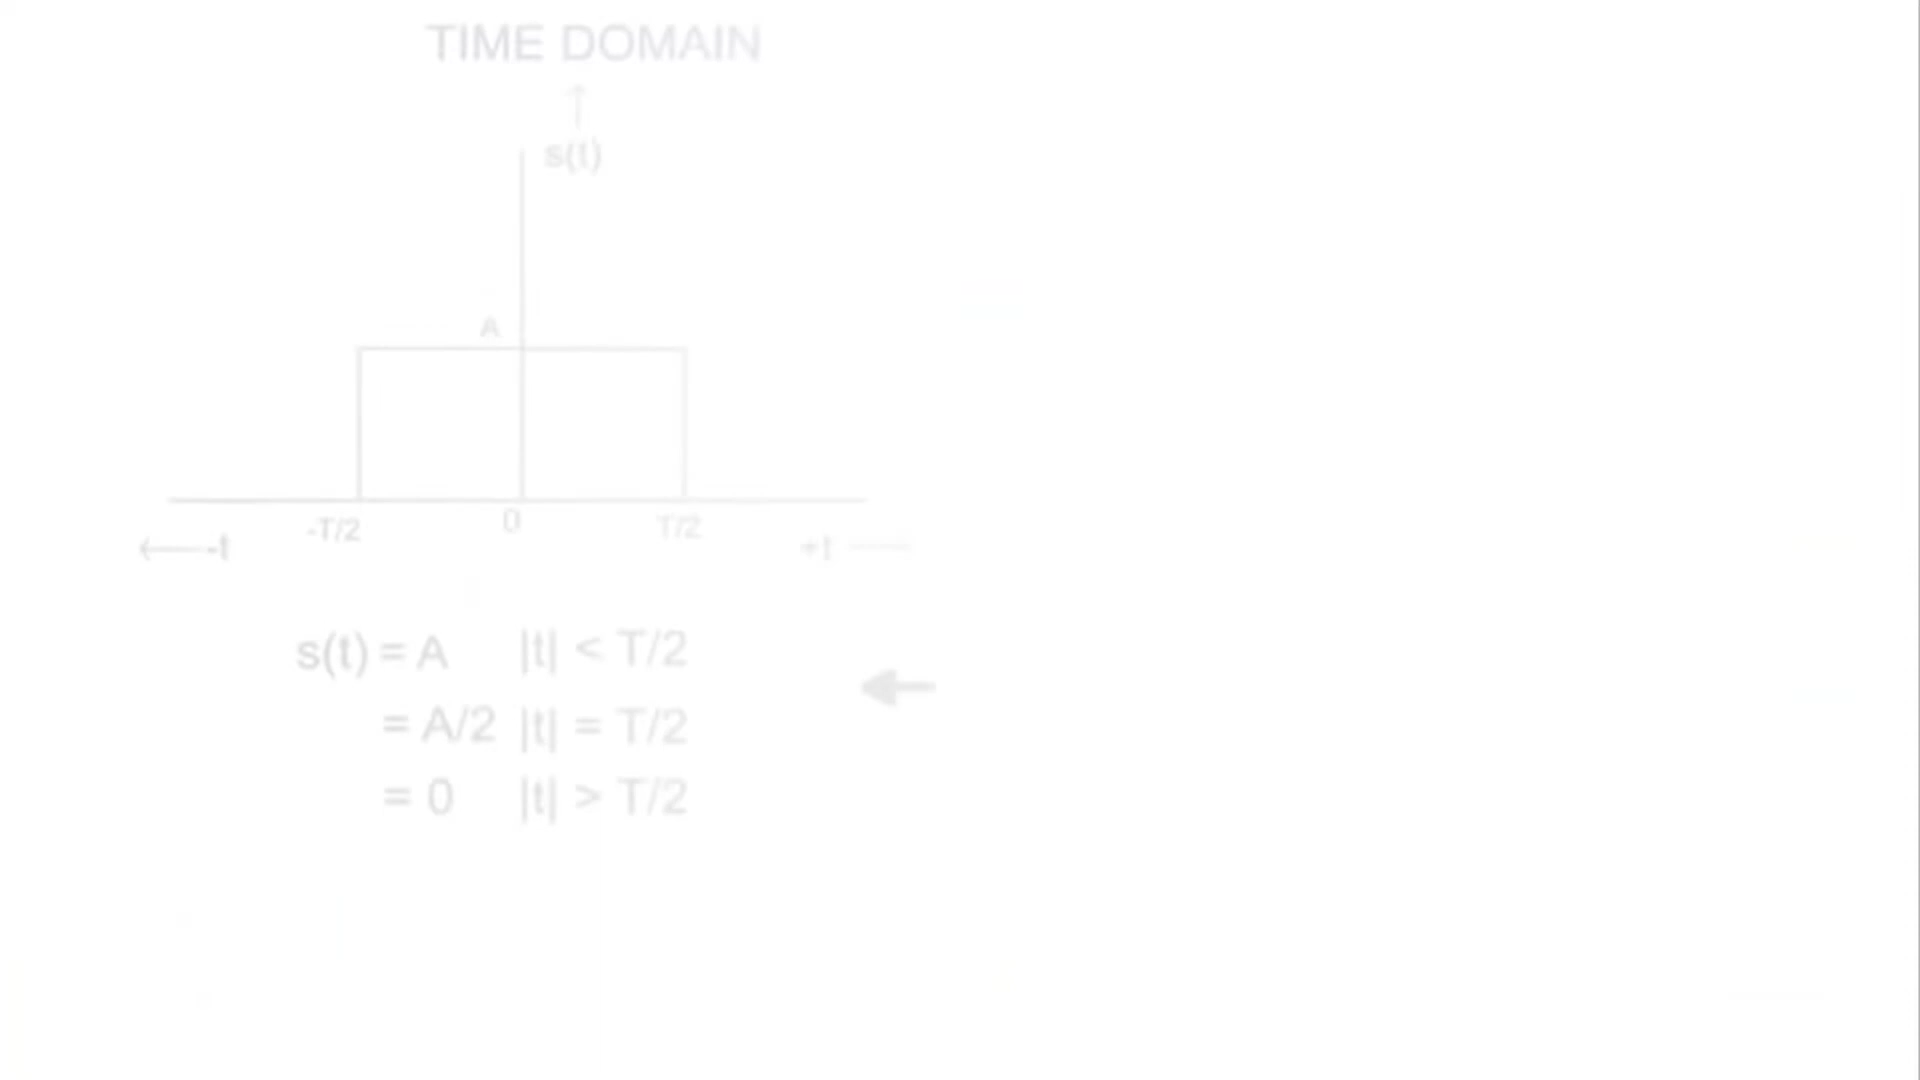 TIME DOMAIN
s(t)
A
-T/2 0 T/2
-t +t
s(t) = A |t| < T/2
= A/2 |t| = T/2
= 0 |t| > T/2